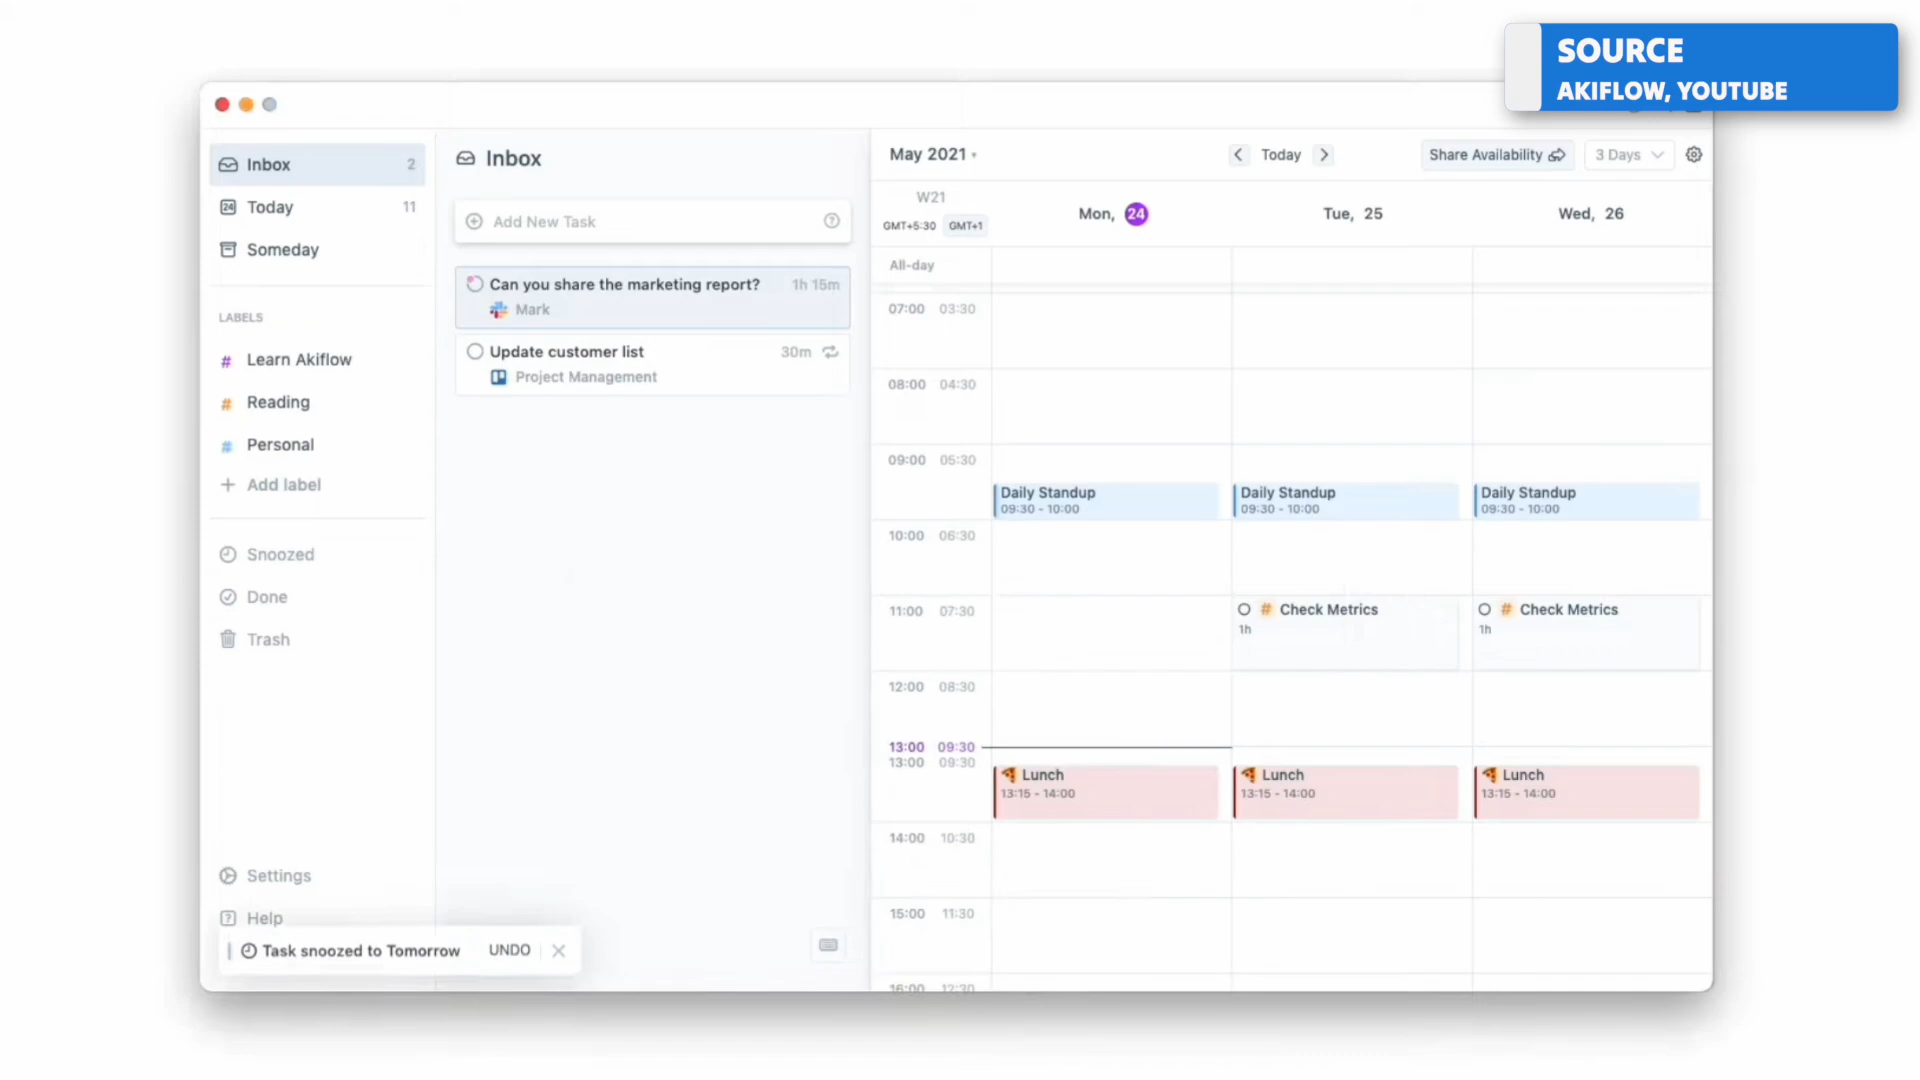 SOURCE
AKIFLOW, YOUTUBE
Inbox 2
Today 11
Someday
LABELS
# Learn Akiflow
# Reading
# Personal
+ Add label
Snoozed
Done
Trash
Settings
Help
Task snoozed to Tomorrow UNDO
Inbox
Add New Task
Can you share the marketing report? 1h 15m
Mark
Update customer list 30m
Project Management
May 2021
Today
Share Availability
3 Days
W21
GMT+5:30 GMT+1
Mon, 24
Tue, 25
Wed, 26
All-day
07:00 03:30
08:00 04:30
09:00 05:30
Daily Standup Daily Standup Daily Standup
09:30 - 10:00 09:30 - 10:00 09:30 - 10:00
10:00 06:30
11:00 07:30
# Check Metrics # Check Metrics
1h 1h
12:00 08:30
13:00 09:30
13:00 09:30
Lunch Lunch Lunch
13:15 - 14:00 13:15 - 14:00 13:15 - 14:00
14:00 10:30
15:00 11:30
16:00 12:30